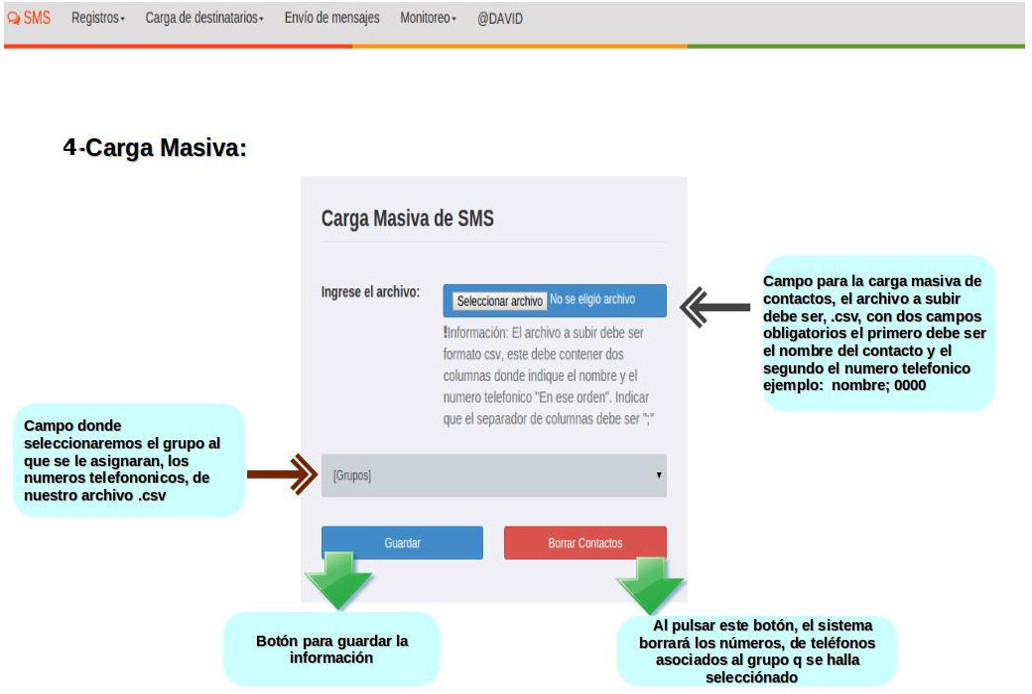 SMS Registros Carga de destinatarios Envío de mensajes Monitoreo @DAVID
4-Carga Masiva:
Carga Masiva de SMS
Ingrese el archivo:
Seleccionar archivo No se eligió archivo
!Información: El archivo a subir debe ser
formato csv, este debe contener dos
columnas donde indique el nombre y el
numero telefonico "En ese orden". Indicar
que el separador de columnas debe ser ";"
Campo para la carga masiva de
contactos, el archivo a subir
debe ser, .csv, con dos campos
obligatorios el primero debe ser
el nombre del contacto y el
segundo el numero telefonico
ejemplo: nombre; 0000
Campo donde
seleccionaremos el grupo al
que se le asignaran, los
numeros telefononicos, de
nuestro archivo .csv
[Grupos]
Guardar
Borrar Contactos
Botón para guardar la
información
Al pulsar este botón, el sistema
borrará los números, de teléfonos
asociados al grupo q se halla
selecciónado